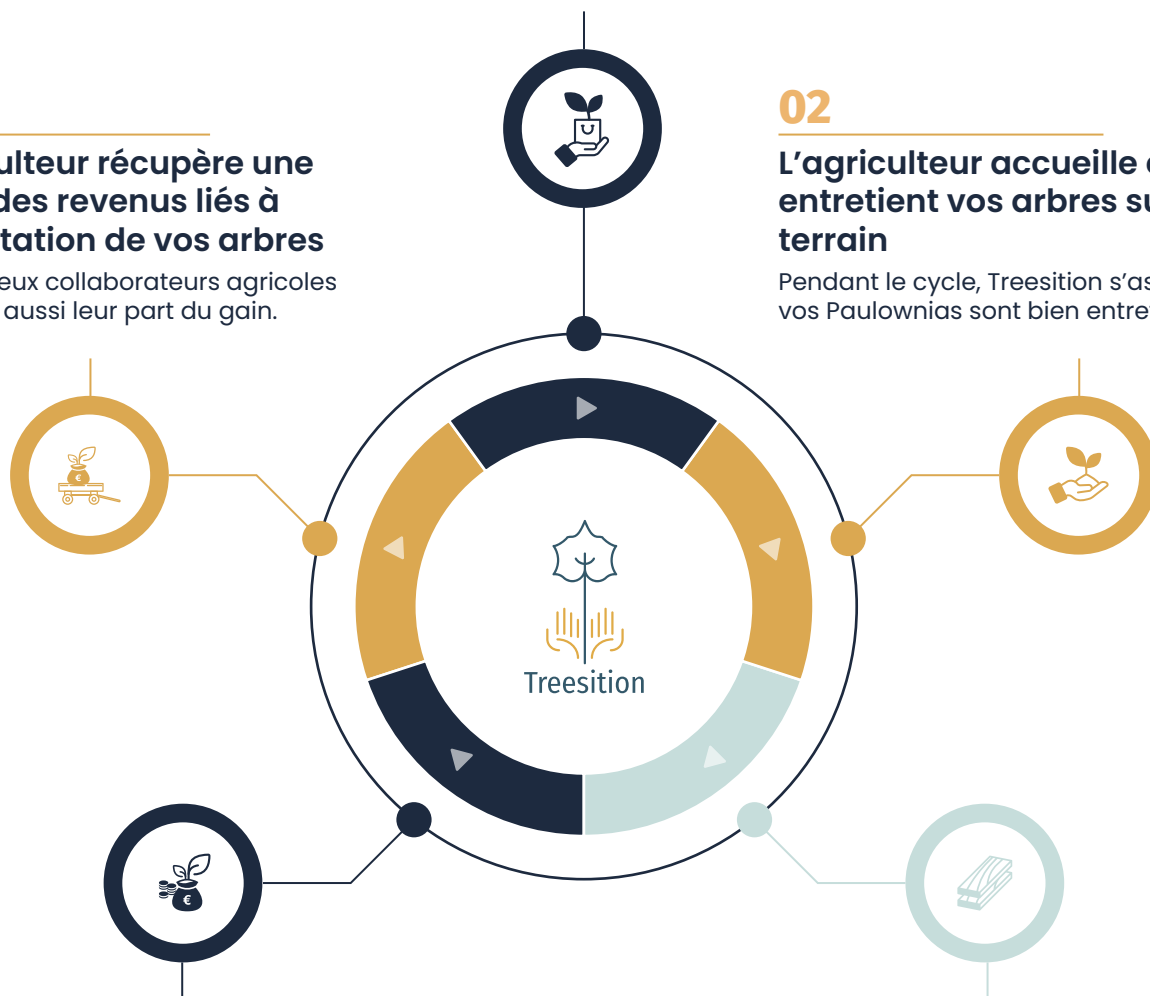 02
ulteur récupère une
des revenus liés à
tation de vos arbres
eux collaborateurs agricoles
aussi leur part du gain.
L’agriculteur accueille
entretient vos arbres su
terrain
Pendant le cycle, Treesition s’as
vos Paulownias sont bien entre
€
Treesition
€